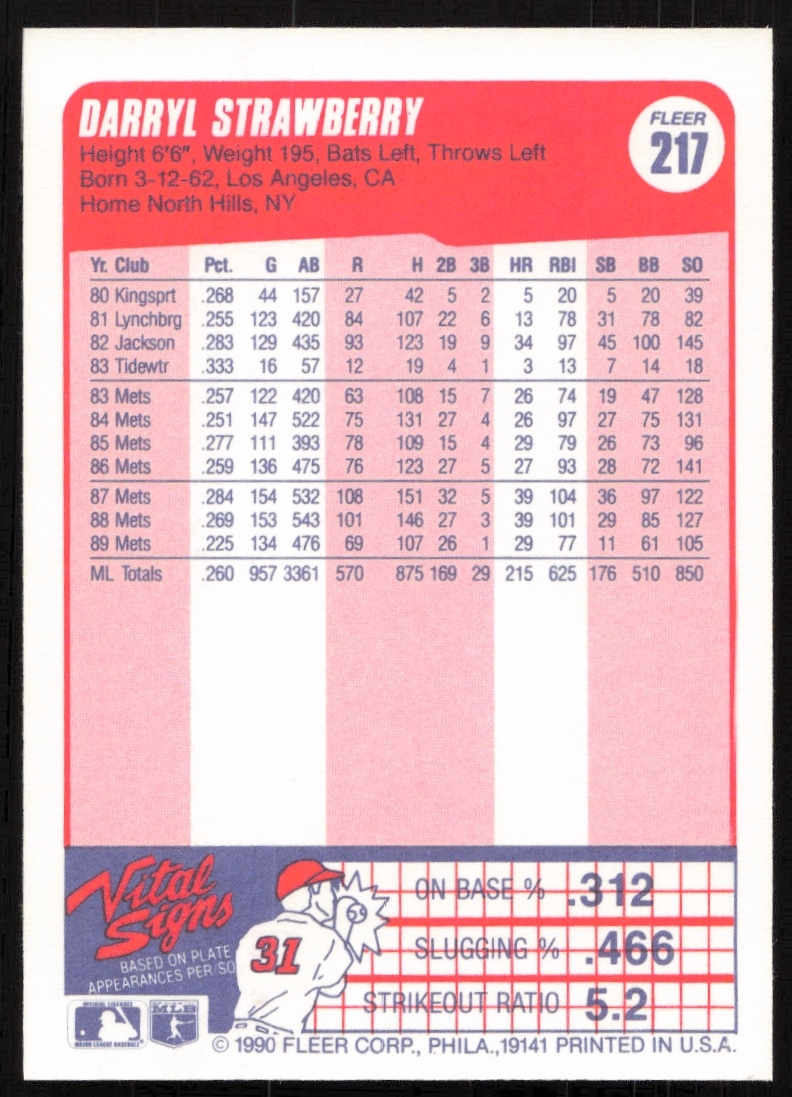 DARRYL STRAWBERRY
FLEER
217
Height 6'6", Weight 195, Bats Left, Throws Left
Born 3-12-62, Los Angeles, CA
Home North Hills, NY
Yr. Club Pct. G AB R H 2B 3B HR RBI SB BB SO
80 Kingsprt .268 44 157 27 42 5 2 5 20 5 20 39
81 Lynchbrg .255 123 420 84 107 22 6 13 78 31 78 82
82 Jackson .283 129 435 93 123 19 9 34 97 45 100 145
83 Tidewtr .333 16 57 12 19 4 1 3 13 7 14 18
83 Mets .257 122 420 63 108 15 7 26 74 19 47 128
84 Mets .251 147 522 75 131 27 4 26 97 27 75 131
85 Mets .277 111 393 78 109 15 4 29 79 26 73 96
86 Mets .259 136 475 76 123 27 5 27 93 28 72 141
87 Mets .284 154 532 108 151 32 5 39 104 36 97 122
88 Mets .269 153 543 101 146 27 3 39 101 29 85 127
89 Mets .225 134 476 69 107 26 1 29 77 11 61 105
ML Totals .260 957 3361 570 875 169 29 215 625 176 510 850
Vital
Signs
BASED ON PLATE
APPEARANCES PER/SO
31
ON BASE % .312
SLUGGING % .466
STRIKEOUT RATIO 5.2
OFFICIAL LICENSEE
MAJOR LEAGUE BASEBALL
MLB
© 1990 FLEER CORP., PHILA., 19141 PRINTED IN U.S.A.